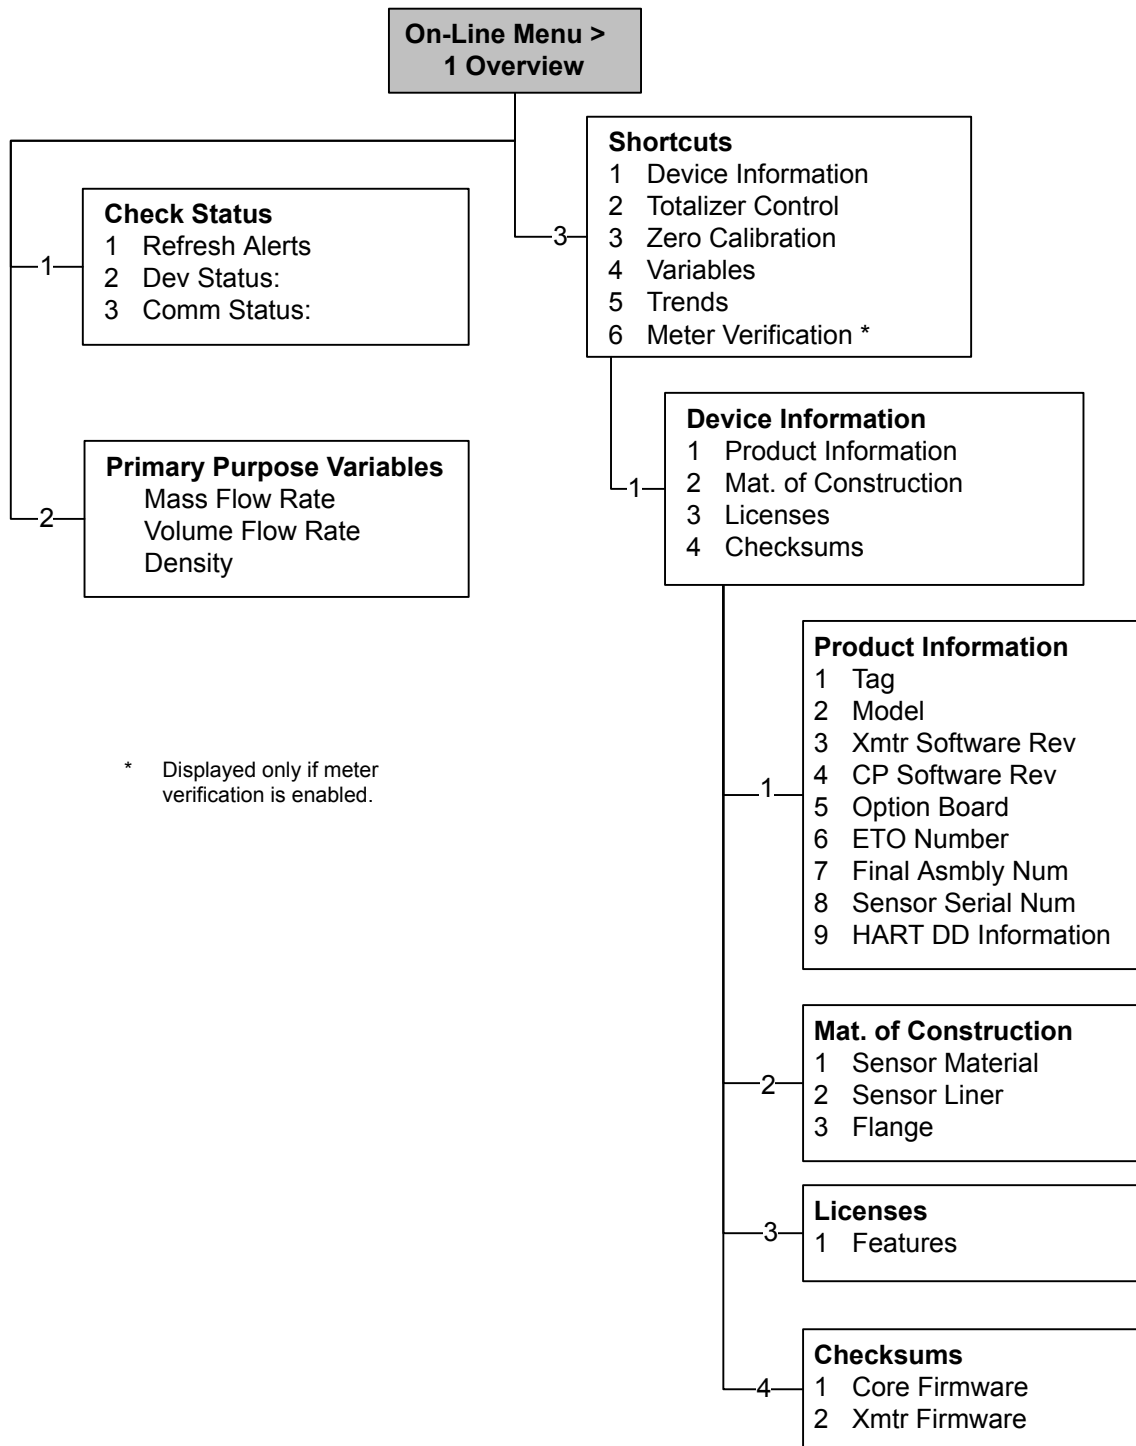 On-Line Menu >
1 Overview
Shortcuts
1 Device Information
2 Totalizer Control
3 Zero Calibration
4 Variables
5 Trends
6 Meter Verification *
3
Check Status
1 Refresh Alerts
2 Dev Status:
3 Comm Status:
1
Device Information
1 Product Information
2 Mat. of Construction
3 Licenses
4 Checksums
1
Primary Purpose Variables
Mass Flow Rate
Volume Flow Rate
Density
2
Product Information
1 Tag
2 Model
3 Xmtr Software Rev
4 CP Software Rev
5 Option Board
6 ETO Number
7 Final Asmbly Num
8 Sensor Serial Num
9 HART DD Information
1
* Displayed only if meter
verification is enabled.
Mat. of Construction
1 Sensor Material
2 Sensor Liner
3 Flange
2
Licenses
1 Features
3
Checksums
1 Core Firmware
2 Xmtr Firmware
4